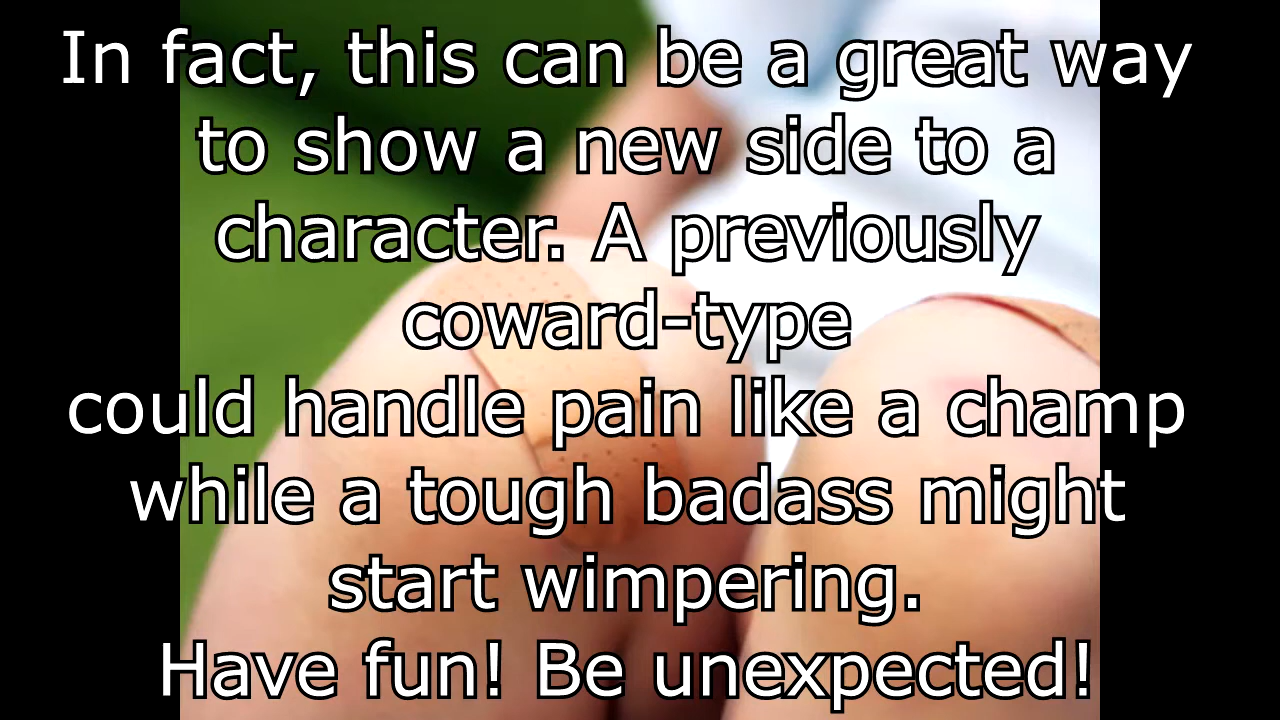 In fact, this can be a great way
to show a new side to a
character. A previously
coward-type
could handle pain like a champ
while a tough badass might
start wimpering.
Have fun! Be unexpected!